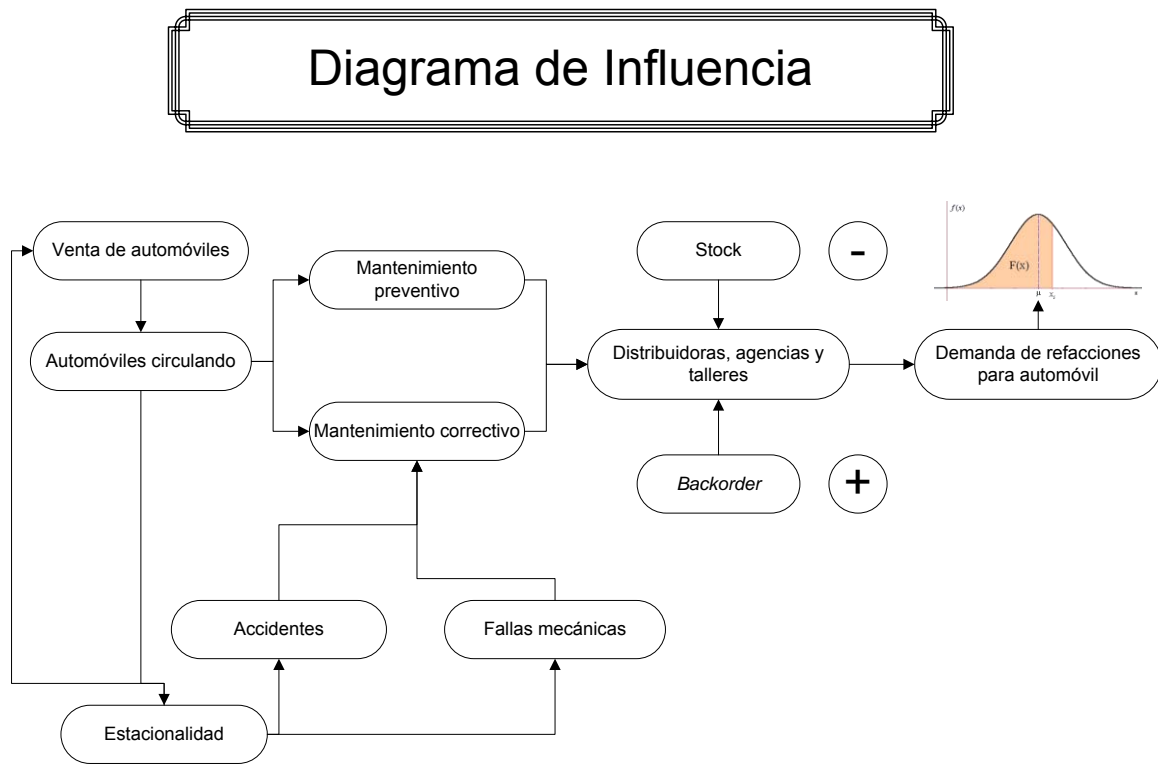 Diagrama de Influencia
Venta de automóviles
Automóviles circulando
Mantenimiento
preventivo
Mantenimiento correctivo
Stock
-
Distribuidoras, agencias y
talleres
Backorder
+
f(x)
F(x)
μ
Demanda de refacciones
para automóvil
Accidentes
Fallas mecánicas
Estacionalidad